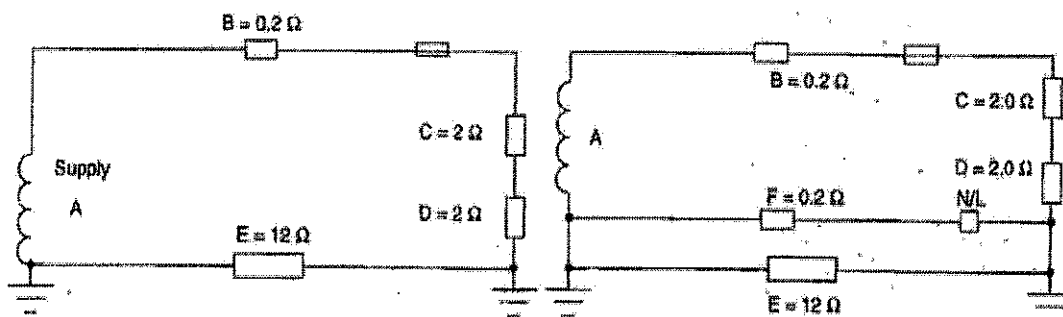 B = 0.2 Ω
C = 2 Ω
Supply
A
D = 2 Ω
E = 12 Ω
B = 0.2 Ω
C = 2.0 Ω
A
D = 2.0 Ω
F = 0.2 Ω
N/L
E = 12 Ω